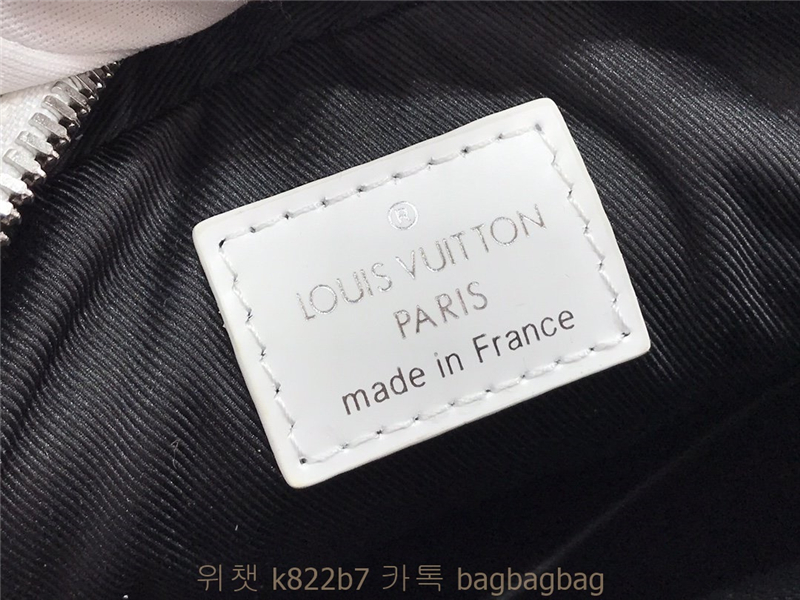 Ⓡ
LOUIS VUITTON
PARIS
made in France
위챗 k822b7 카톡 bagbagbag